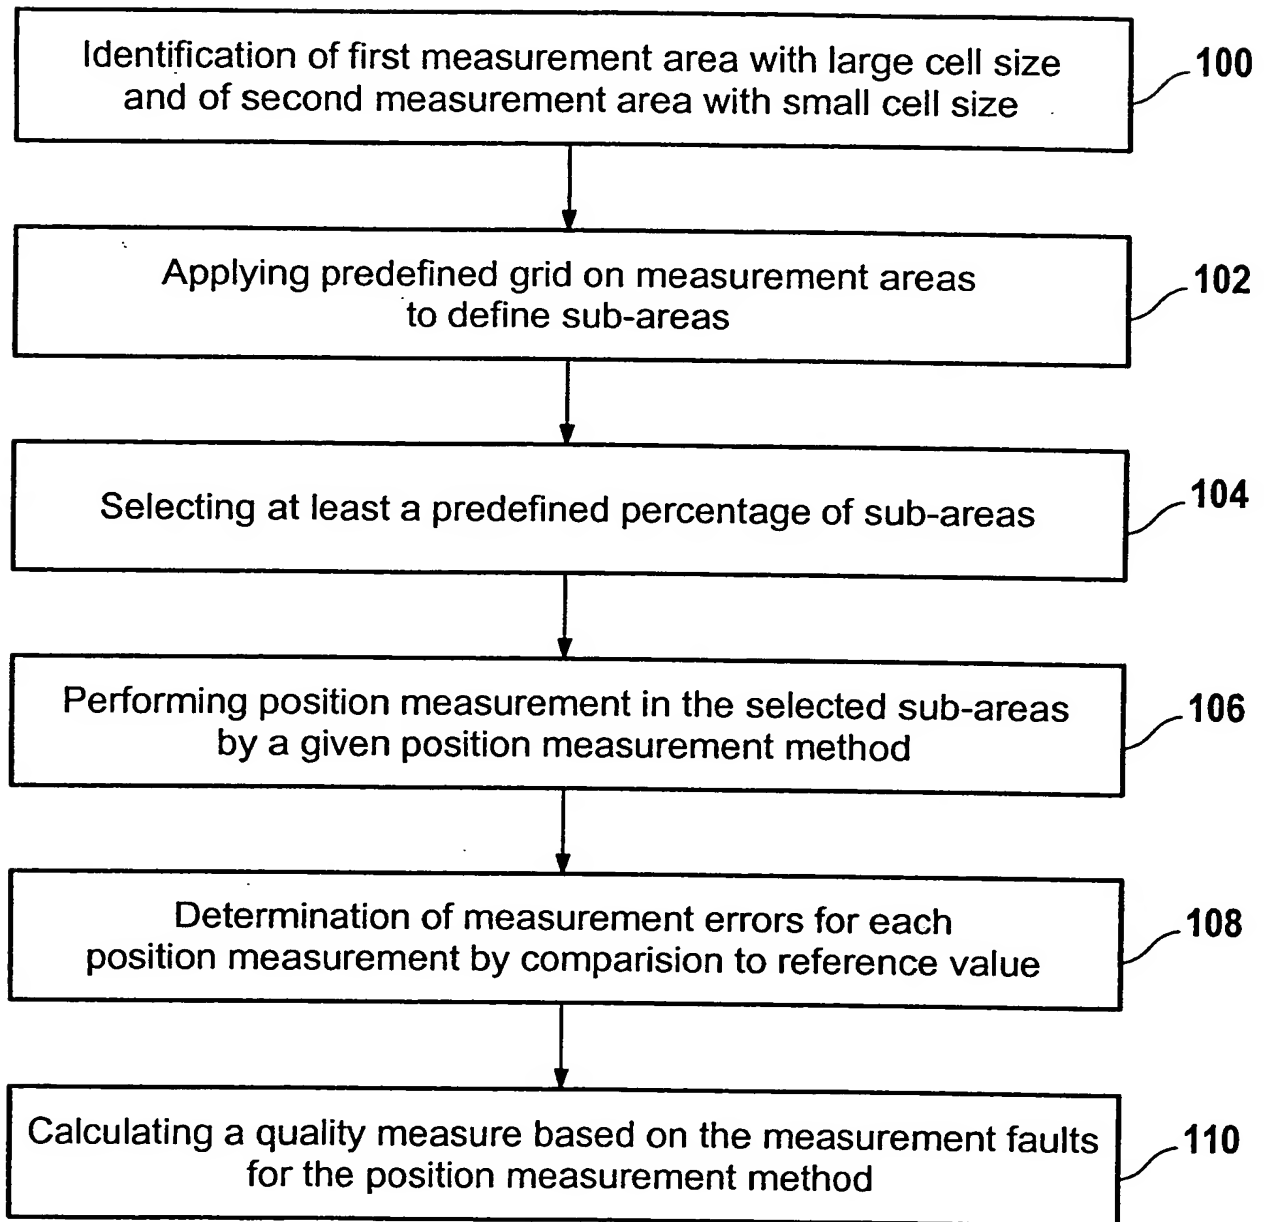 Identification of first measurement area with large cell size
and of second measurement area with small cell size
100
Applying predefined grid on measurement areas
to define sub-areas
102
Selecting at least a predefined percentage of sub-areas
104
Performing position measurement in the selected sub-areas
by a given position measurement method
106
Determination of measurement errors for each
position measurement by comparision to reference value
108
Calculating a quality measure based on the measurement faults
for the position measurement method
110